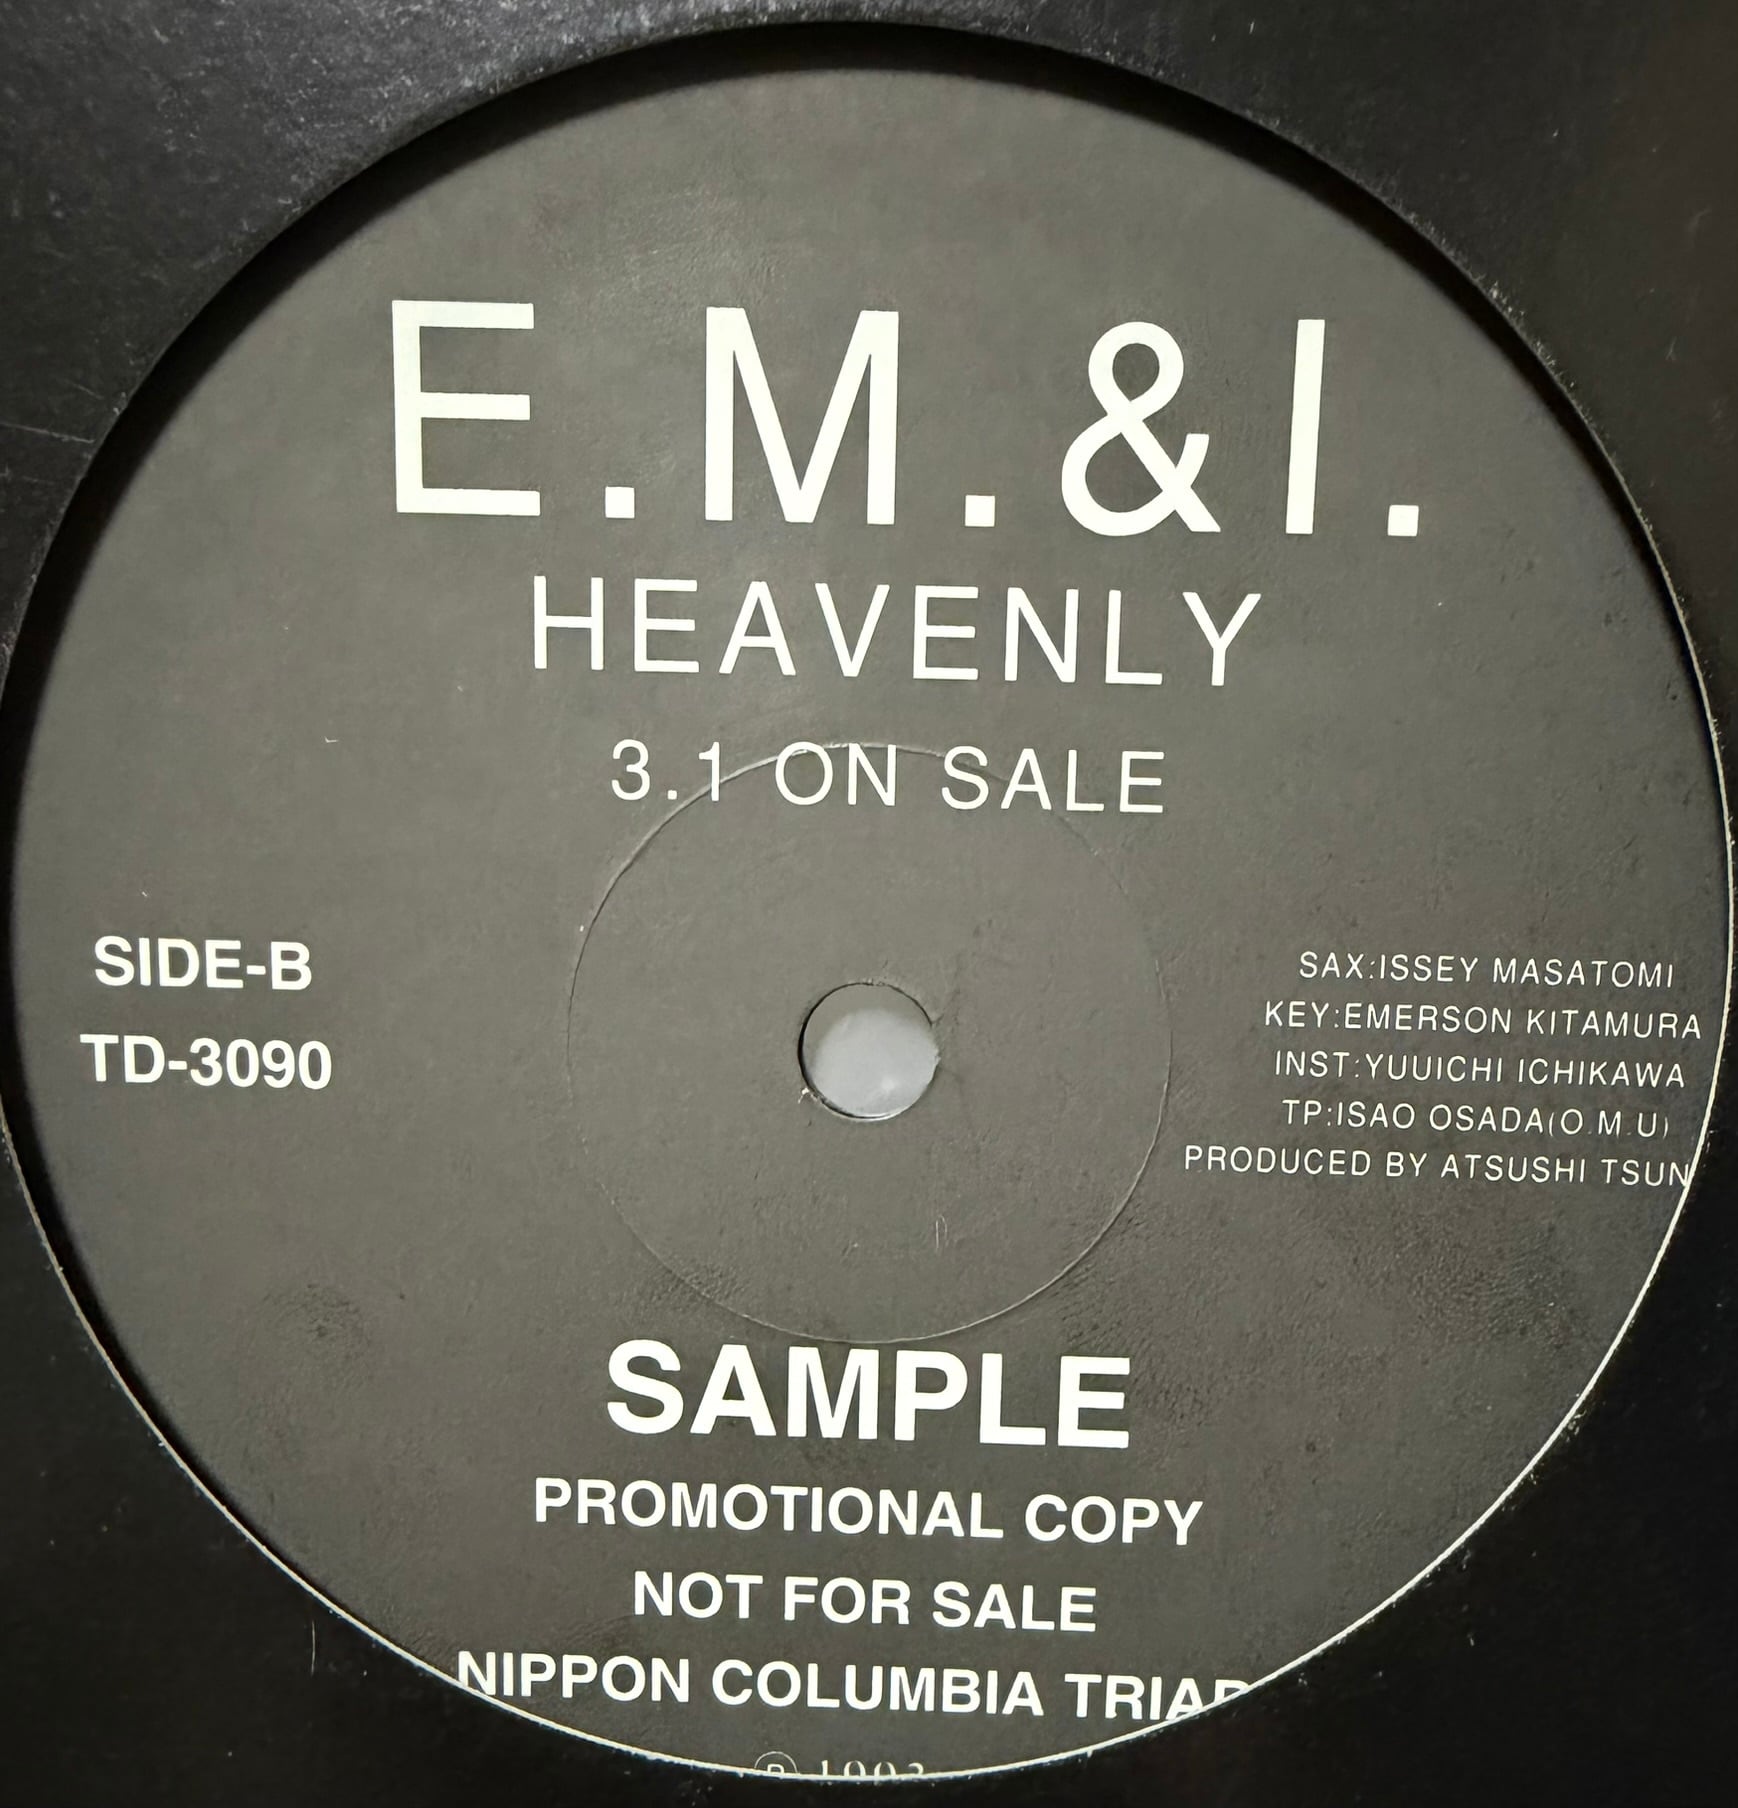 E.M.&I.
HEAVENLY
3.1 ON SALE
SIDE-B
TD-3090
SAX:ISSEY MASATOMI
KEY:EMERSON KITAMURA
INST:YUUICHI ICHIKAWA
TP:ISAO OSADA(O.M.U)
PRODUCED BY ATSUSHI TSUN
SAMPLE
PROMOTIONAL COPY
NOT FOR SALE
NIPPON COLUMBIA TRIAD
Ⓟ